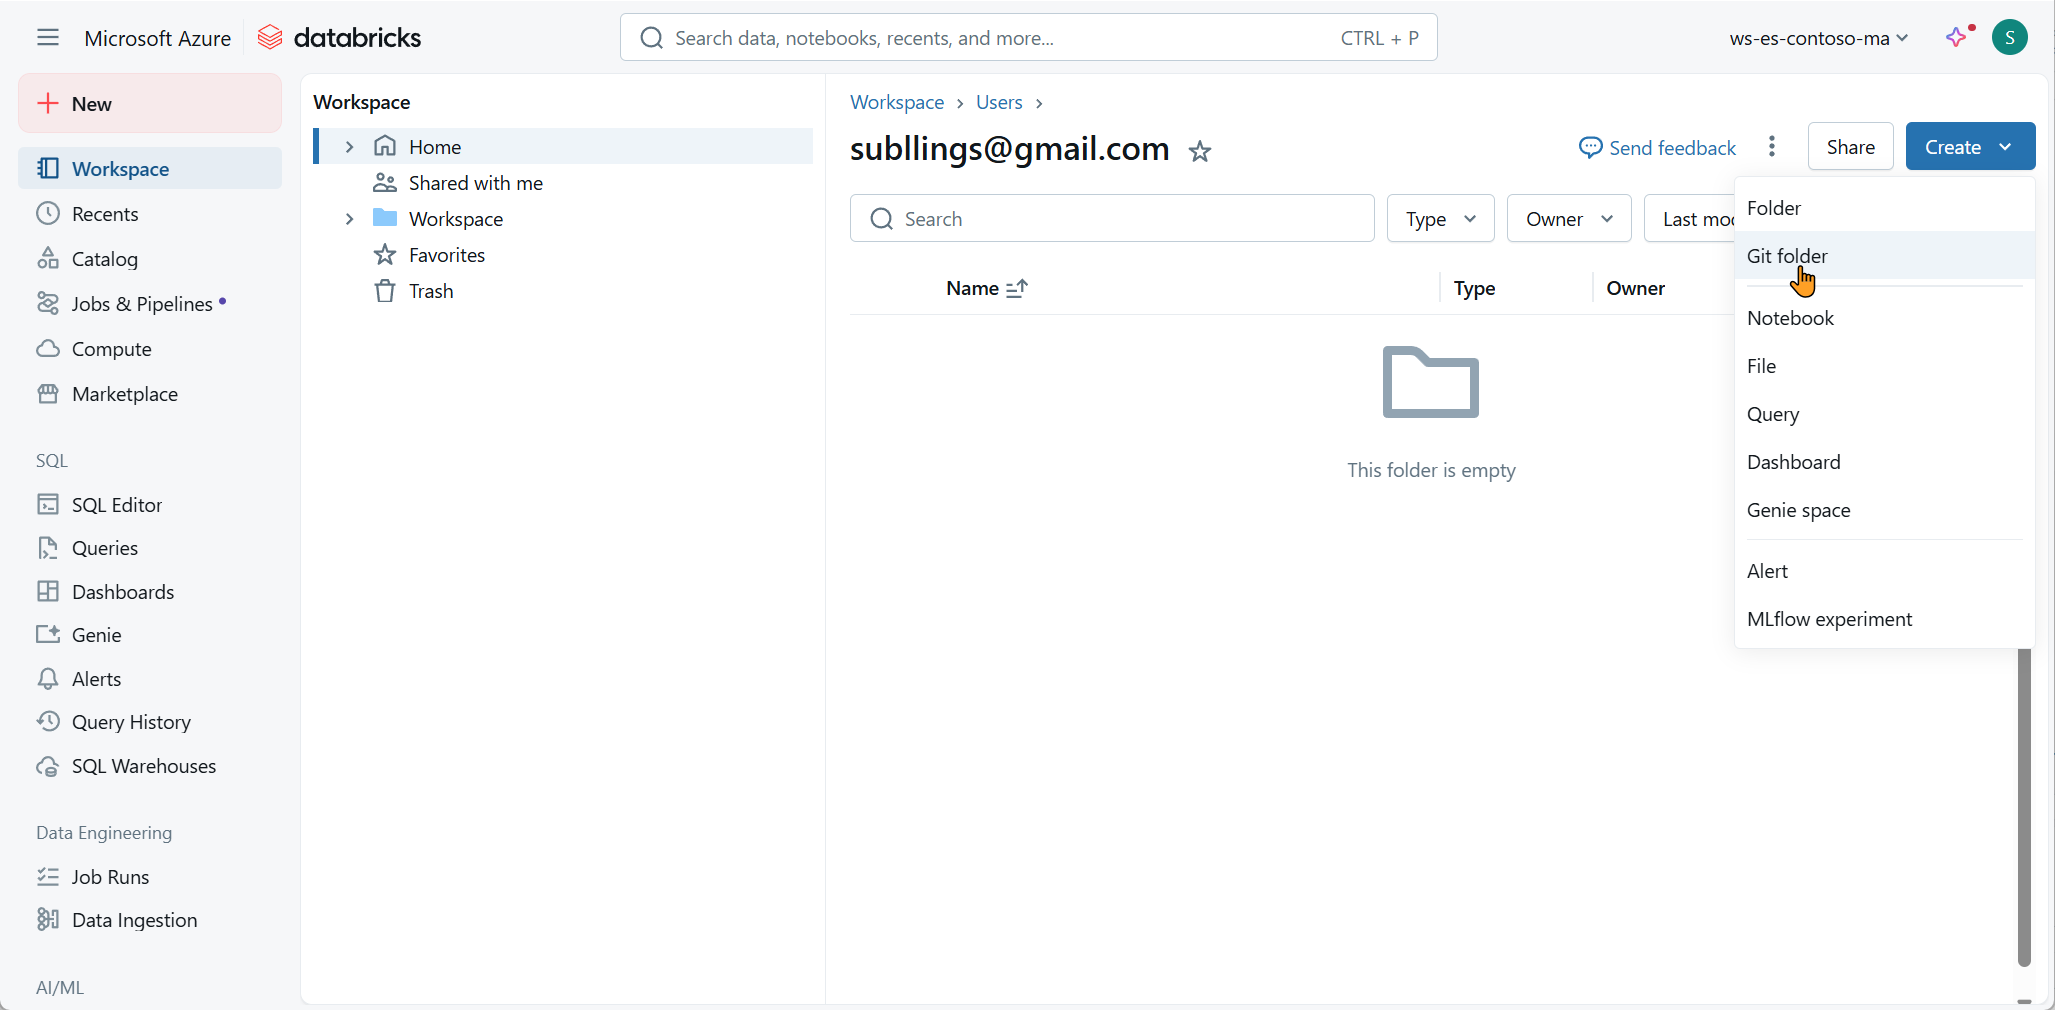 Microsoft Azure
databricks
Search data, notebooks, recents, and more...
CTRL + P
ws-es-contoso-ma
S
New
Workspace
Recents
Catalog
Jobs & Pipelines
Compute
Marketplace
SQL
SQL Editor
Queries
Dashboards
Genie
Alerts
Query History
SQL Warehouses
Data Engineering
Job Runs
Data Ingestion
AI/ML
Workspace
Home
Shared with me
Workspace
Favorites
Trash
Workspace > Users >
subllings@gmail.com
Send feedback
Share
Create
Search
Type
Owner
Last mod
Name
Type
Owner
This folder is empty
Folder
Git folder
Notebook
File
Query
Dashboard
Genie space
Alert
MLflow experiment